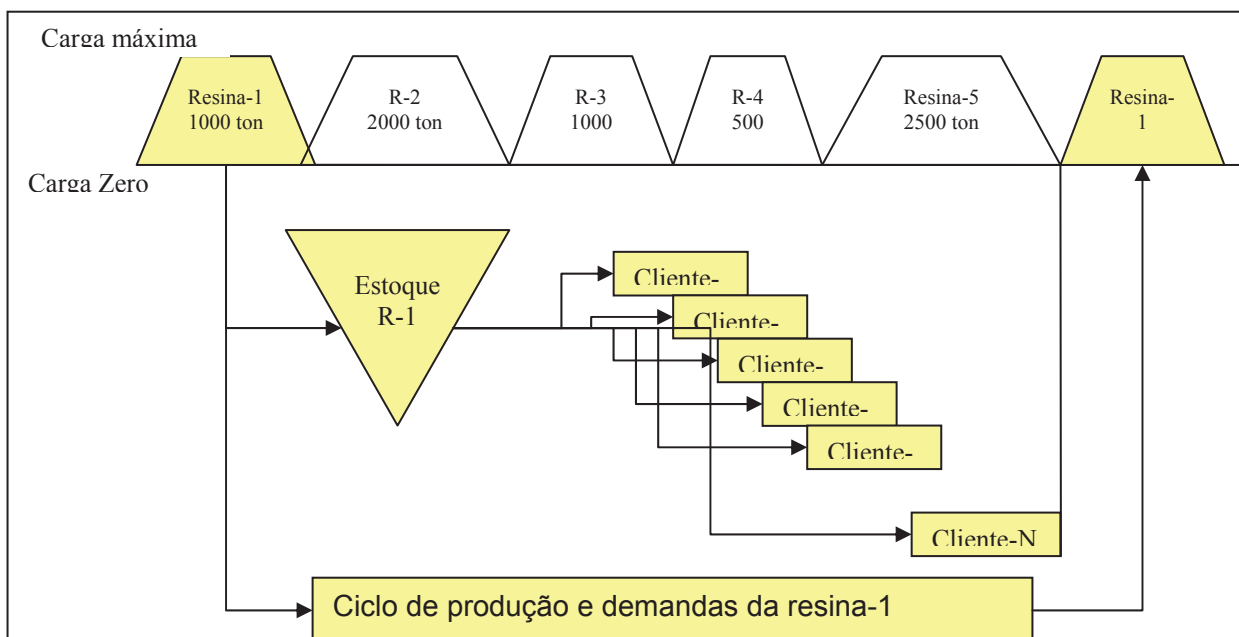 Carga máxima
Resina-1
1000 ton
R-2
2000 ton
R-3
1000
R-4
500
Resina-5
2500 ton
Resina-
1
Carga Zero
Estoque
R-1
Cliente-
Cliente-
Cliente-
Cliente-
Cliente-
Cliente-N
Ciclo de produção e demandas da resina-1